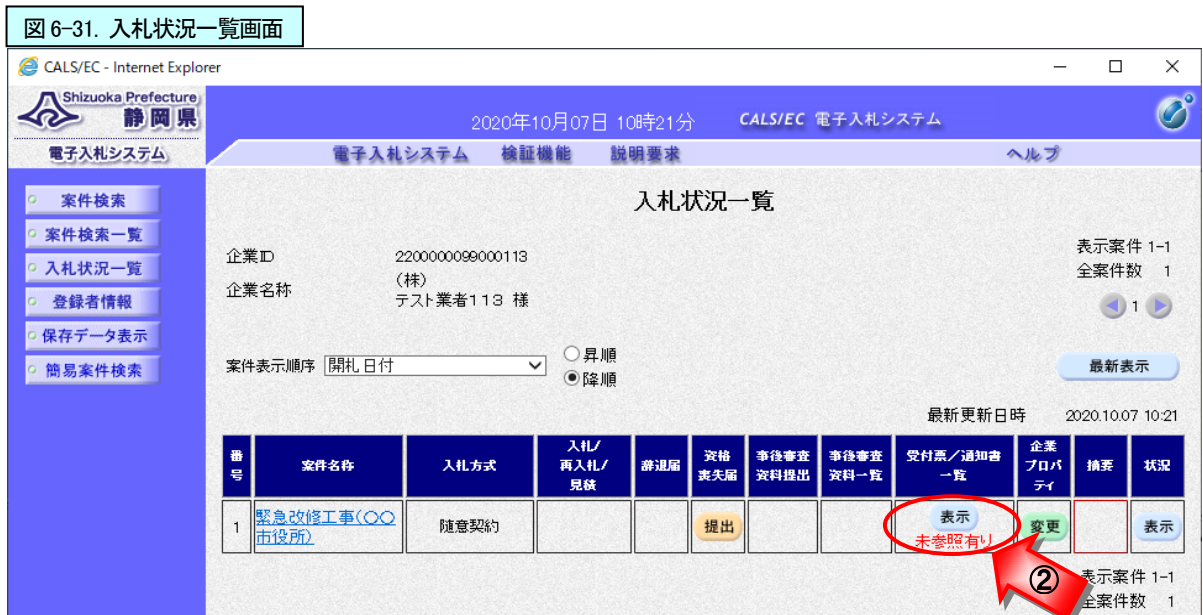 図 6-31. 入札状況一覧画面
CALS/EC - Internet Explorer
Shizuoka Prefecture
静岡県
電子入札システム
2020年10月07日 10時21分
CALS/EC 電子入札システム
電子入札システム 検証機能 説明要求 ヘルプ
案件検索
案件検索一覧
入札状況一覧
登録者情報
保存データ表示
簡易案件検索
入札状況一覧
企業ID 2200000099000113
企業名称 (株)
テスト業者113 様
表示案件 1-1
全案件数 1
1
案件表示順序 開札日付
昇順
降順
最新表示
最新更新日時 2020.10.07 10:21
番号 案件名称 入札方式 入札/再入札/見積 辞退届 資格喪失届 事後審査資料提出 事後審査資料一覧 受付票/通知書一覧 企業プロパティ 摘要 状況
1 緊急改修工事(〇〇市役所) 随意契約 提出 表示 未参照有り 変更 表示
②
表示案件 1-1
全案件数 1